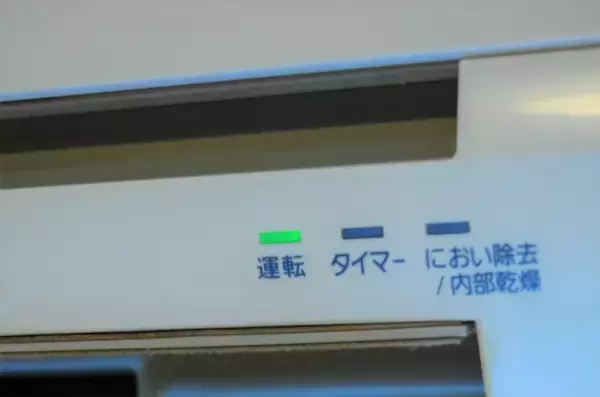 運転 タイマー におい除去
/内部乾燥